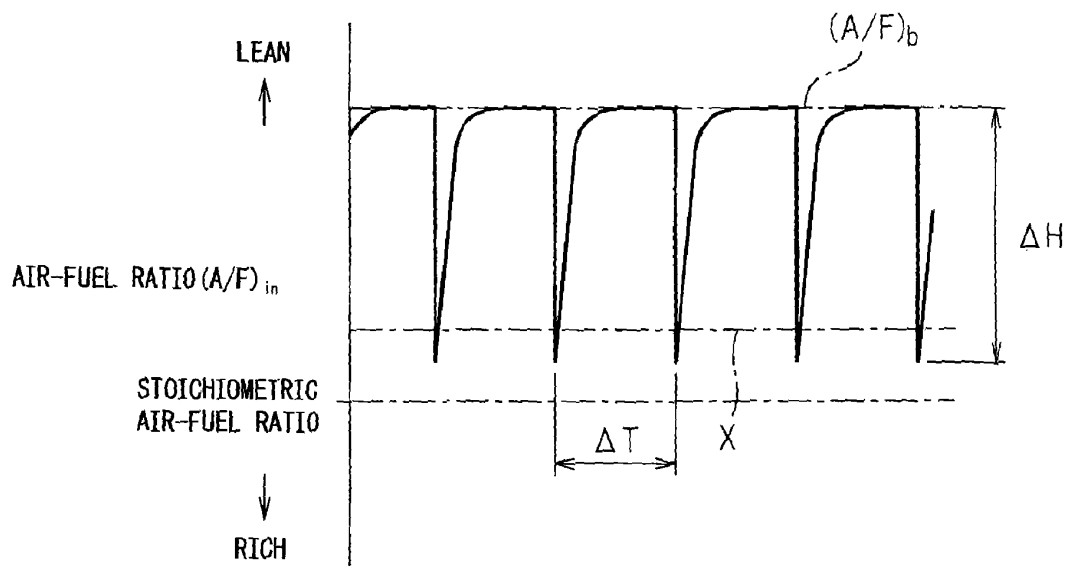 (A/F)b
LEAN
ΔH
AIR-FUEL RATIO (A/F) in
STOICHIOMETRIC
AIR-FUEL RATIO
X
ΔT
RICH